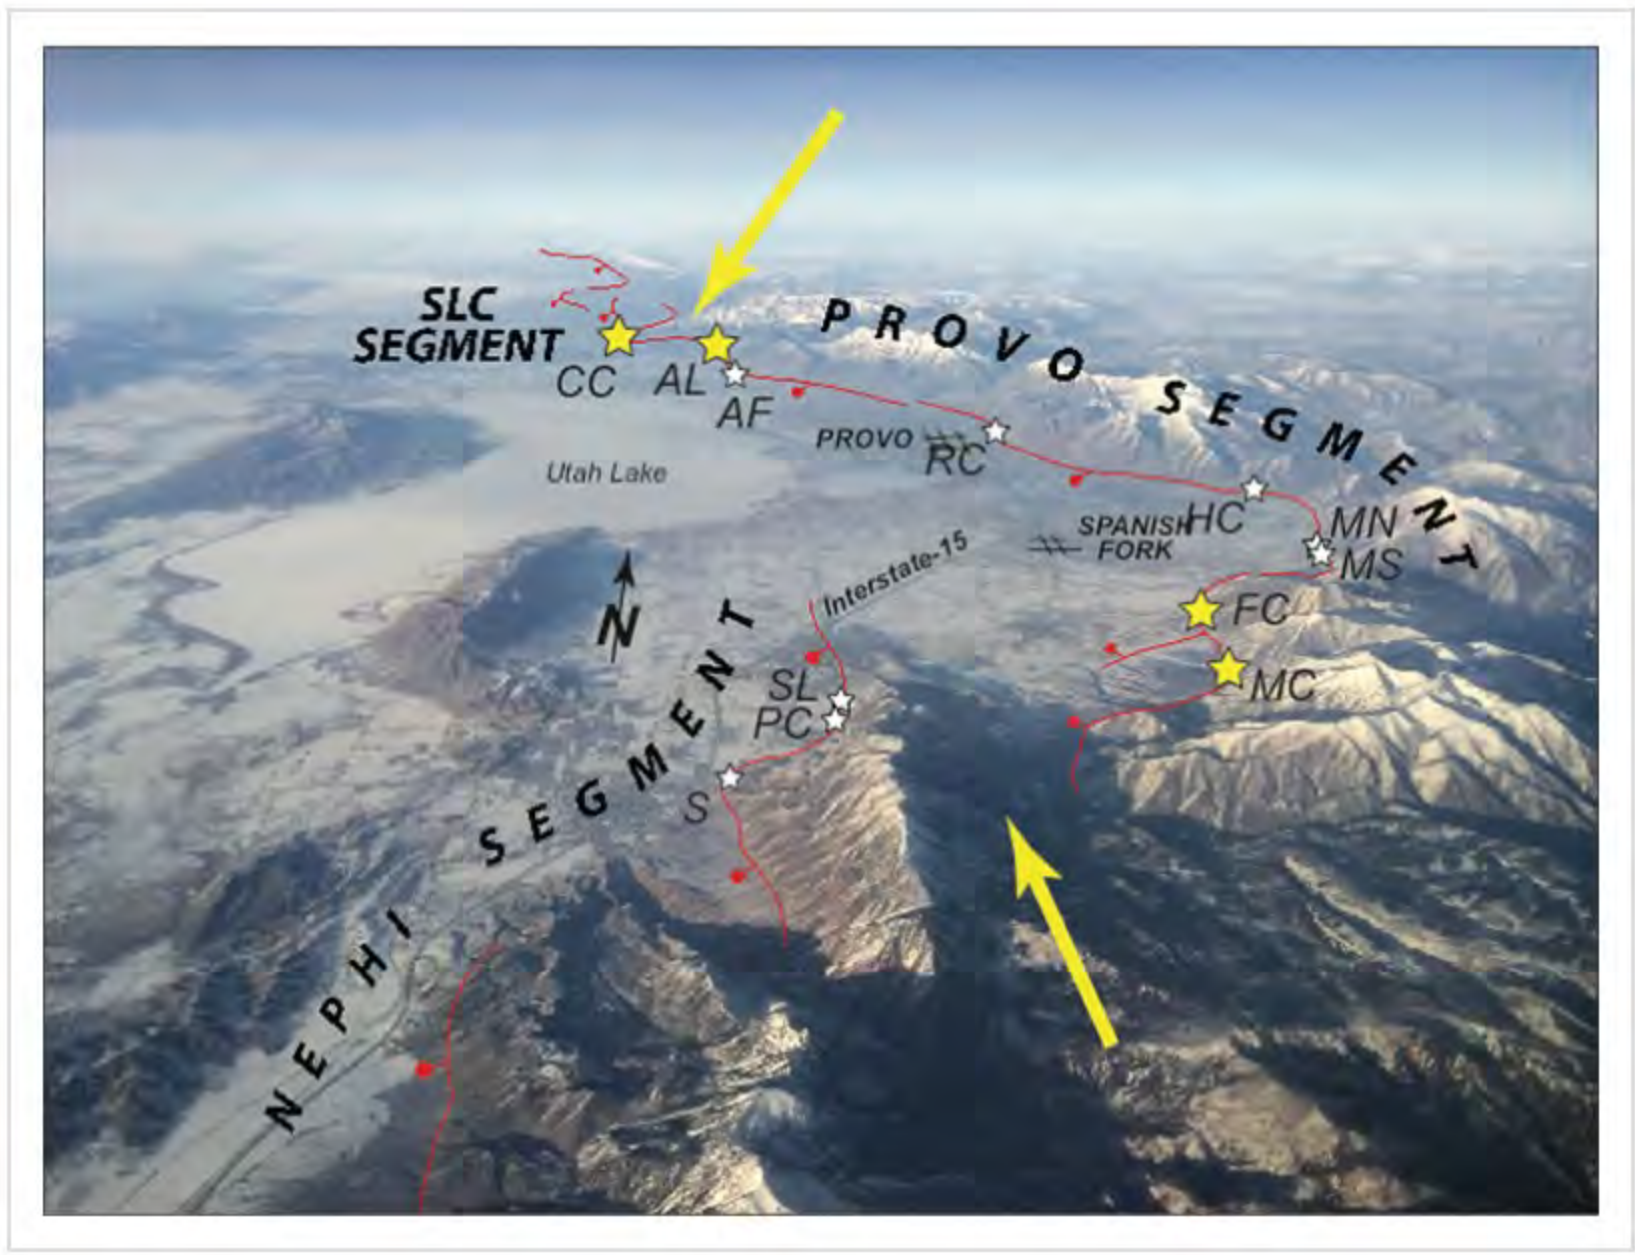 SLC
SEGMENT
PROVO SEGMENT
CC
AL
AF
PROVO
RC
Utah Lake
HC
SPANISH
FORK
MN
MS
Interstate-15
N
FC
MC
SL
PC
S
NEPHI SEGMENT